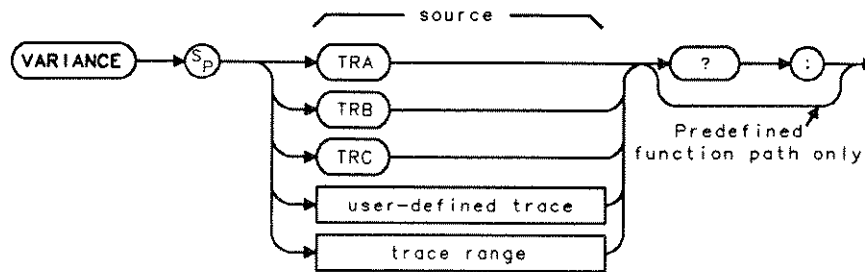 source
VARIANCE
SP
TRA
?
;
TRB
TRC
Predefined
function path only
user-defined trace
trace range